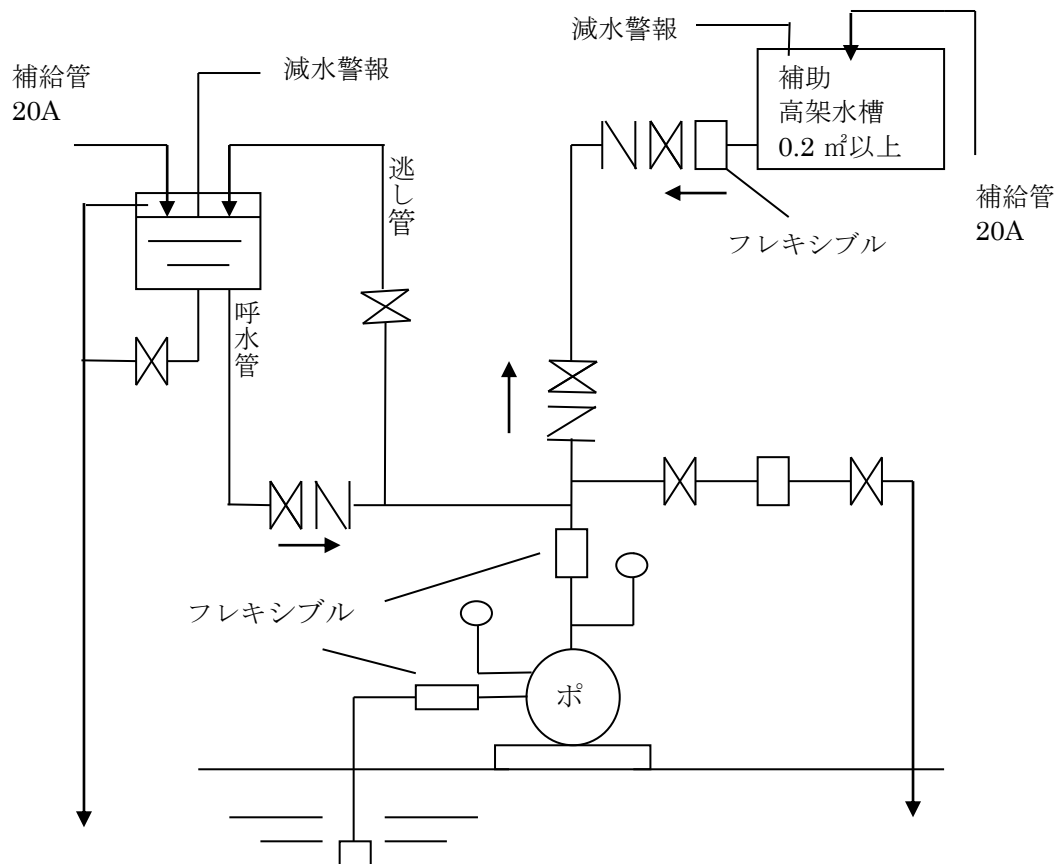 減水警報
補助
高架水槽
0.2 ㎥以上
補給管
20A
減水警報
補給管
20A
逃し管
フレキシブル
呼水管
フレキシブル
ポ